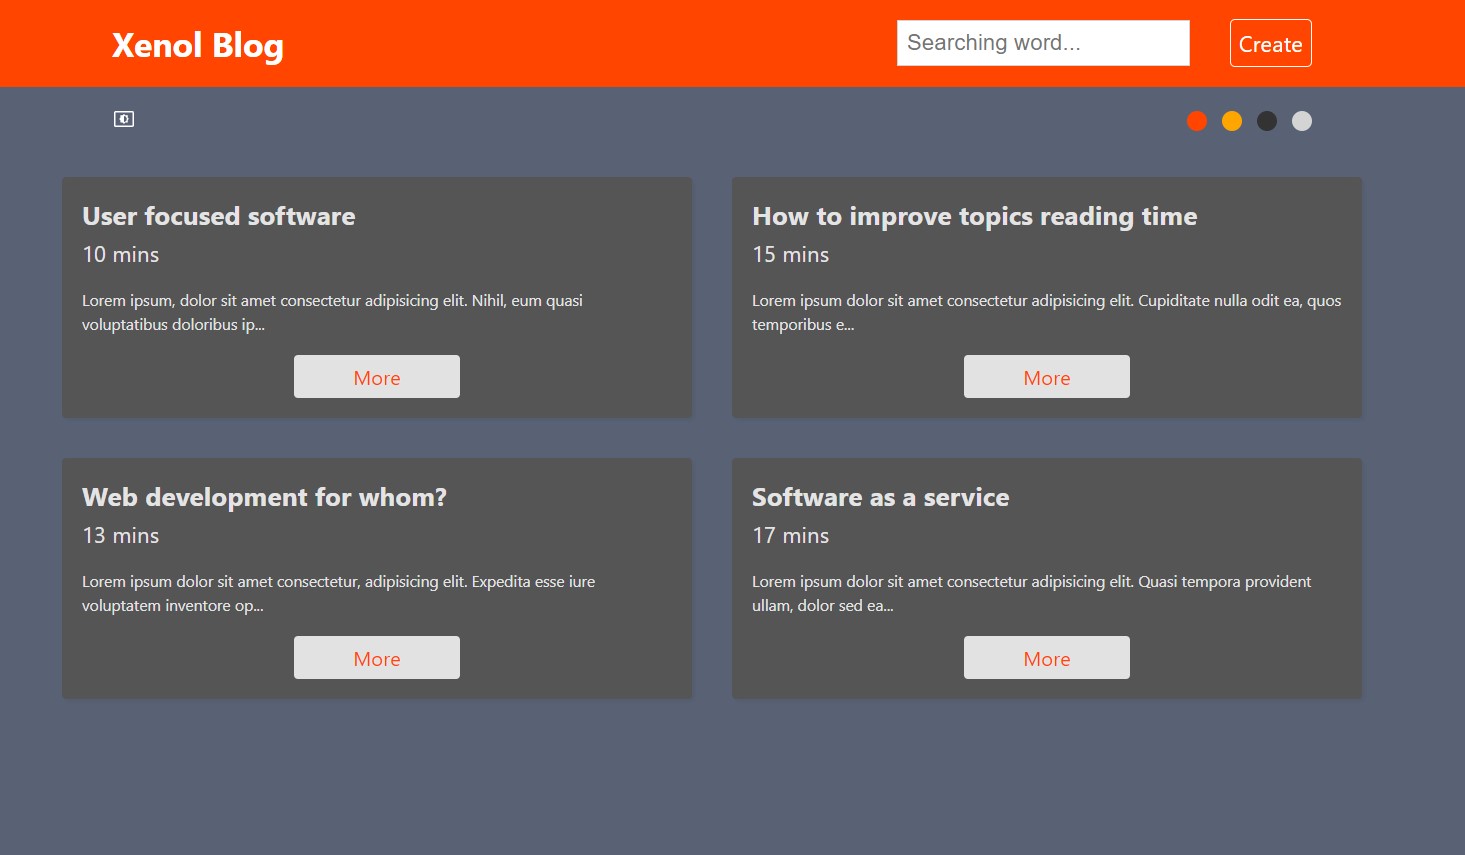 Xenol Blog
Searching word...
Create
User focused software
10 mins
Lorem ipsum, dolor sit amet consectetur adipisicing elit. Nihil, eum quasi
voluptatibus doloribus ip...
More
How to improve topics reading time
15 mins
Lorem ipsum dolor sit amet consectetur adipisicing elit. Cupiditate nulla odit ea, quos
temporibus e...
More
Web development for whom?
13 mins
Lorem ipsum dolor sit amet consectetur, adipisicing elit. Expedita esse iure
voluptatem inventore op...
More
Software as a service
17 mins
Lorem ipsum dolor sit amet consectetur adipisicing elit. Quasi tempora provident
ullam, dolor sed ea...
More